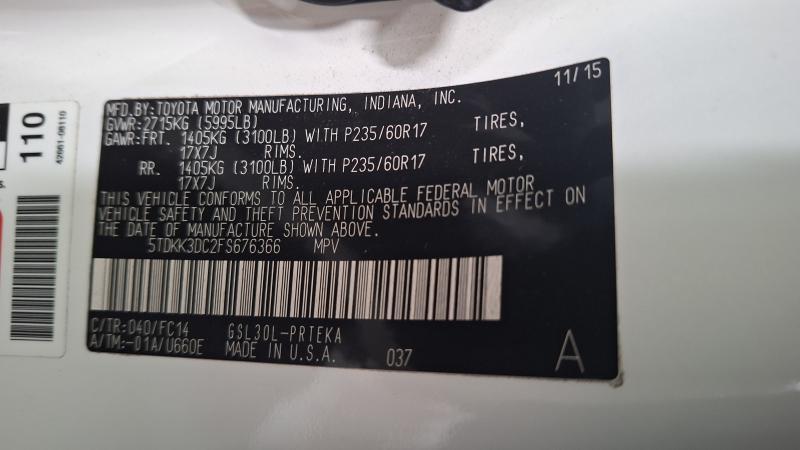 11/15
MFD.BY:TOYOTA MOTOR MANUFACTURING, INDIANA, INC.
GVWR:2715KG (5995LB)
GAWR:FRT. 1405KG (3100LB) WITH P235/60R17 TIRES,
17X7J RIMS.
RR. 1405KG (3100LB) WITH P235/60R17 TIRES,
17X7J RIMS.
THIS VEHICLE CONFORMS TO ALL APPLICABLE FEDERAL MOTOR
VEHICLE SAFETY AND THEFT PREVENTION STANDARDS IN EFFECT ON
THE DATE OF MANUFACTURE SHOWN ABOVE.
5TDKK3DC2FS676366 MPV
C/TR:040/FC14 GSL30L-PRTEKA
A/TM:-01A/U660E MADE IN U.S.A. 037 A
110
42661-08110
S.